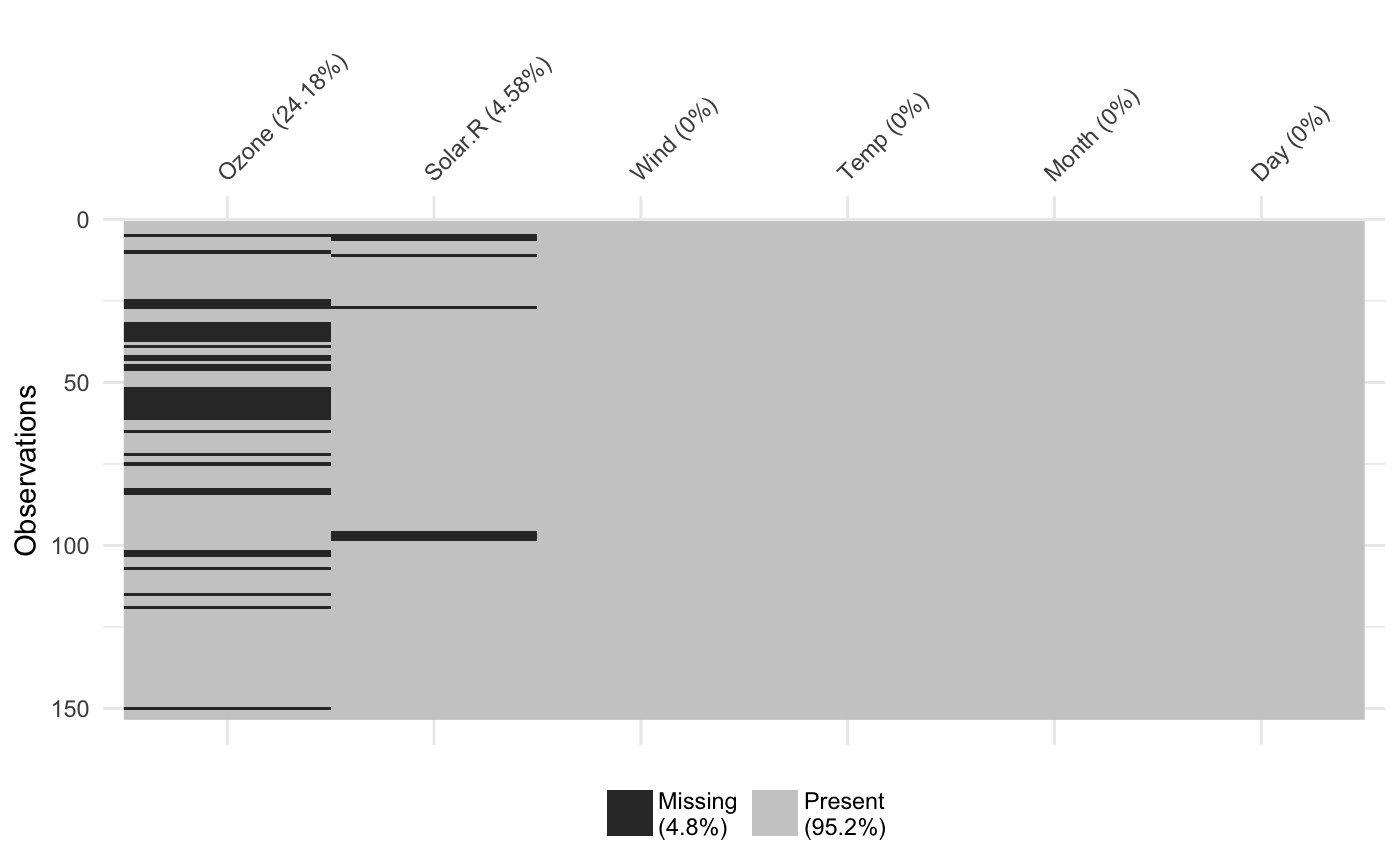 Ozone (24.18%)
Solar.R (4.58%)
Wind (0%)
Temp (0%)
Month (0%)
Day (0%)
0
50
100
150
Observations
Missing
(4.8%)
Present
(95.2%)